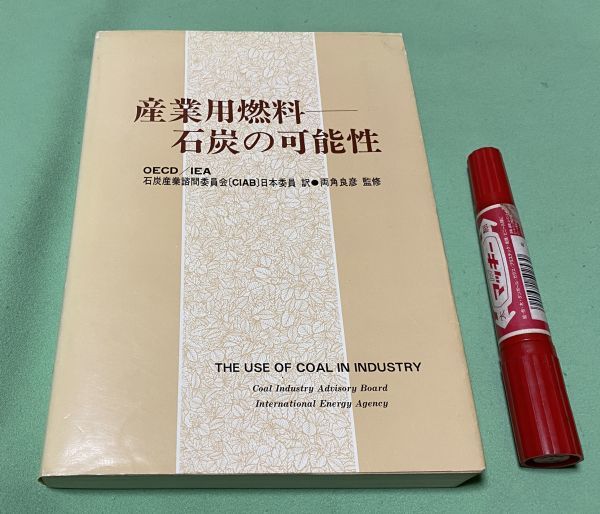 産業用燃料──
石炭の可能性
OECD/IEA
石炭産業諮問委員会〔CIAB〕日本委員 訳●両角良彦 監修
THE USE OF COAL IN INDUSTRY
Coal Industry Advisory Board
International Energy Agency
マッキー
太